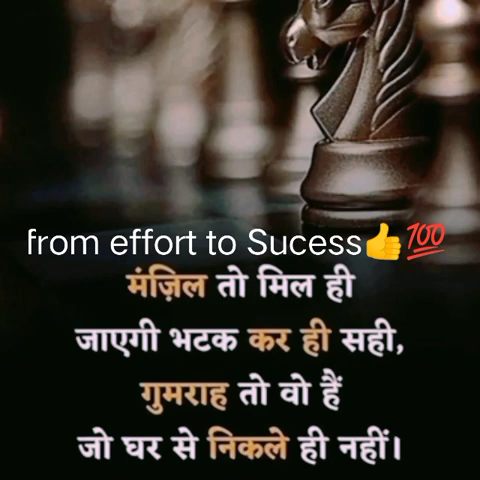 from effort to Sucess👍💯
मंज़िल तो मिल ही
जाएगी भटक कर ही सही,
गुमराह तो वो हैं
जो घर से निकले ही नहीं।